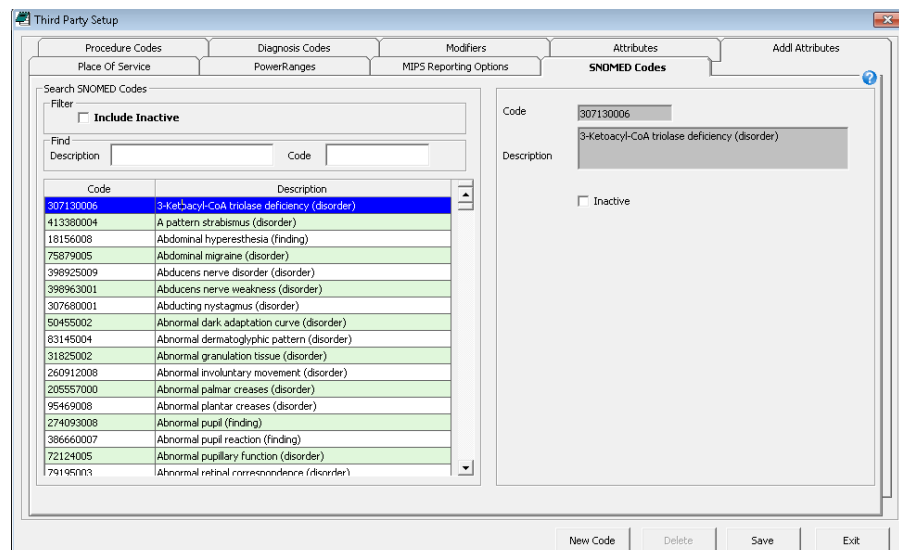 Third Party Setup
Procedure Codes Diagnosis Codes Modifiers Attributes Addl Attributes
Place Of Service PowerRanges MIPS Reporting Options SNOMED Codes
?
Search SNOMED Codes
Filter
Include Inactive
Find
Description Code
Code Description
307130006 3-Ketoacyl-CoA triolase deficiency (disorder)
413380004 A pattern strabismus (disorder)
18156008 Abdominal hyperesthesia (finding)
75879005 Abdominal migraine (disorder)
398925009 Abducens nerve disorder (disorder)
398963001 Abducens nerve weakness (disorder)
307680001 Abducting nystagmus (disorder)
50455002 Abnormal dark adaptation curve (disorder)
83145004 Abnormal dermatoglyphic pattern (disorder)
31825002 Abnormal granulation tissue (disorder)
260912008 Abnormal involuntary movement (disorder)
205557000 Abnormal palmar creases (disorder)
95469008 Abnormal plantar creases (disorder)
274093008 Abnormal pupil (finding)
386660007 Abnormal pupil reaction (finding)
72124005 Abnormal pupillary function (disorder)
79195003 Abnormal retinal correspondence (disorder)
Code 307130006
Description 3-Ketoacyl-CoA triolase deficiency (disorder)
Inactive
New Code Delete Save Exit